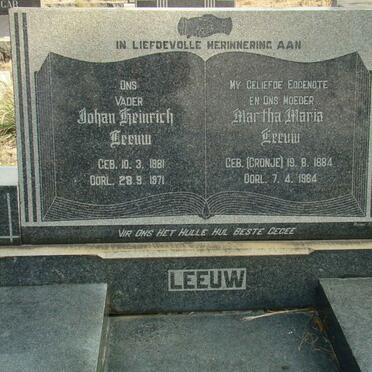 GAR
IN LIEFDEVOLLE HERINNERING AAN
ONS
VADER
Johan Heinrich
Leeuw
GEB. 10. 3. 1881
OORL. 28. 9. 1971
MY GELIEFDE EGGENOTE
EN ONS MOEDER
Martha Maria
Leeuw
GEB. (CRONJE) 19. 8. 1884
OORL. 7. 4. 1964
VIR ONS HET HULLE HUL BESTE GEGEE
LEEUW